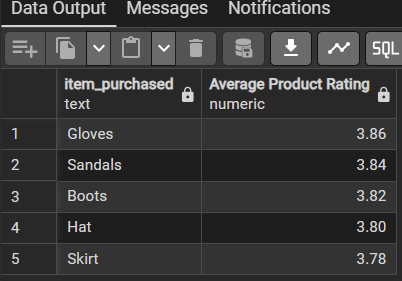 Data Output Messages Notifications
SQL
item_purchased Average Product Rating
text numeric
1 Gloves 3.86
2 Sandals 3.84
3 Boots 3.82
4 Hat 3.80
5 Skirt 3.78